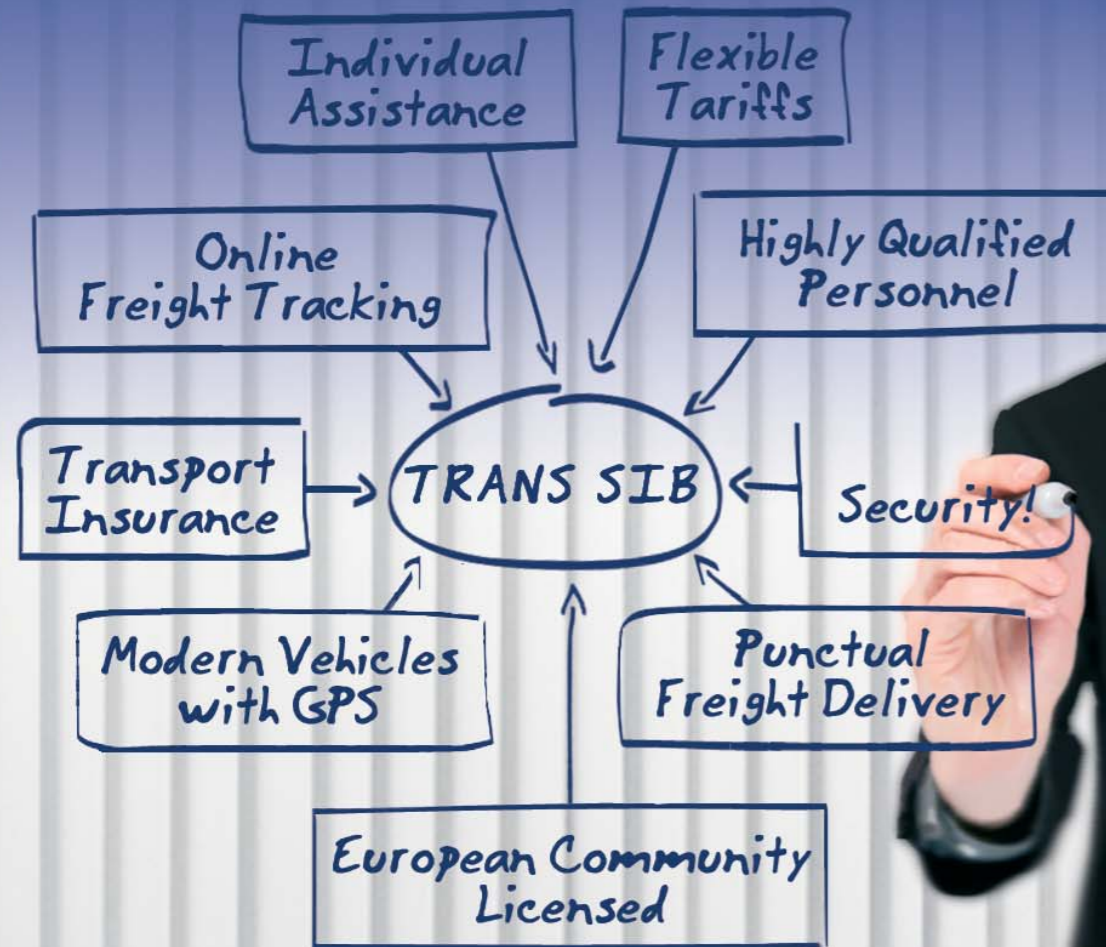 Individual
Assistance
Flexible
Tariffs
Online
Freight Tracking
Highly Qualified
Personnel
Transport
Insurance
TRANS SIB
Security!
Modern Vehicles
with GPS
Punctual
Freight Delivery
European Community
Licensed